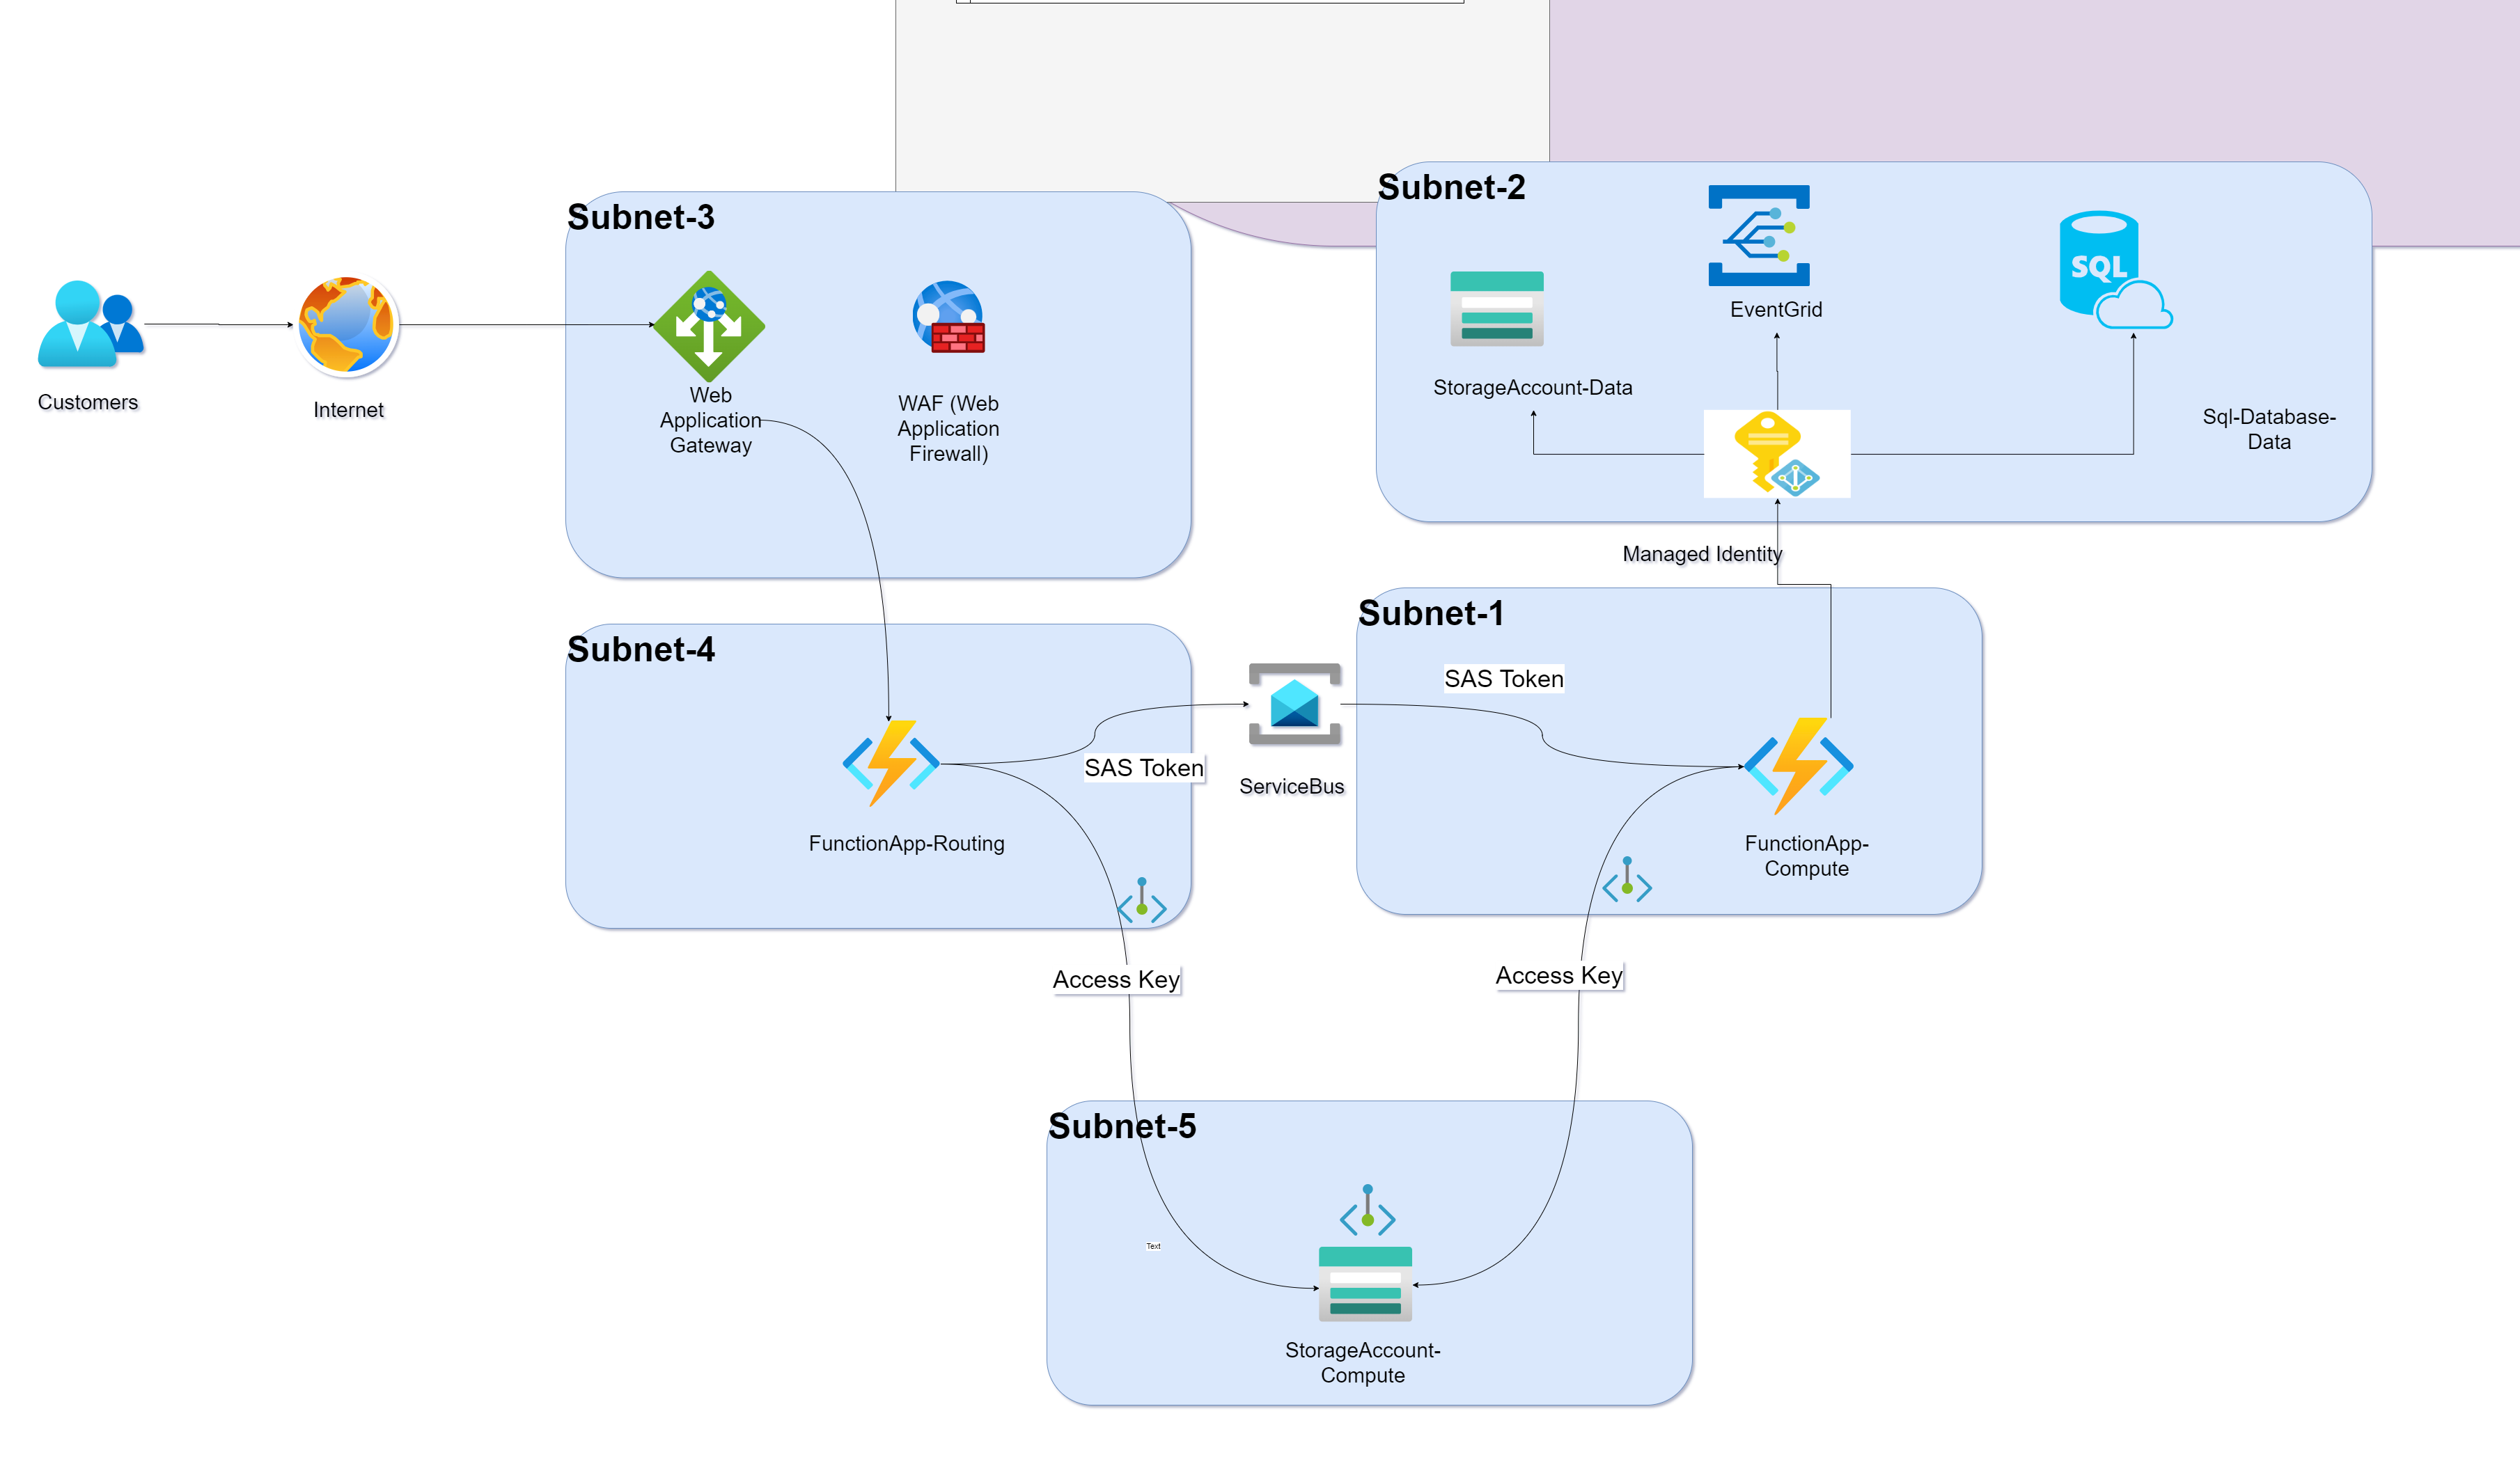 Subnet-2
Subnet-3
SQL
EventGrid
StorageAccount-Data
Customers
Internet
Web
Application
Gateway
WAF (Web
Application
Firewall)
Sql-Database-
Data
Managed Identity
Subnet-1
Subnet-4
SAS Token
SAS Token
ServiceBus
FunctionApp-Routing
FunctionApp-
Compute
Access Key
Access Key
Subnet-5
Text
StorageAccount-
Compute